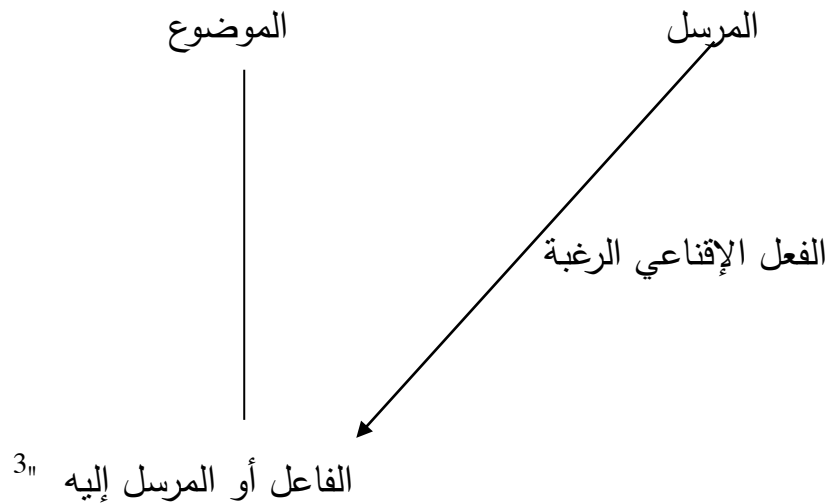 المرسل
الموضوع
الفعل الإقناعي الرغبة
الفاعل أو المرسل إليه "3